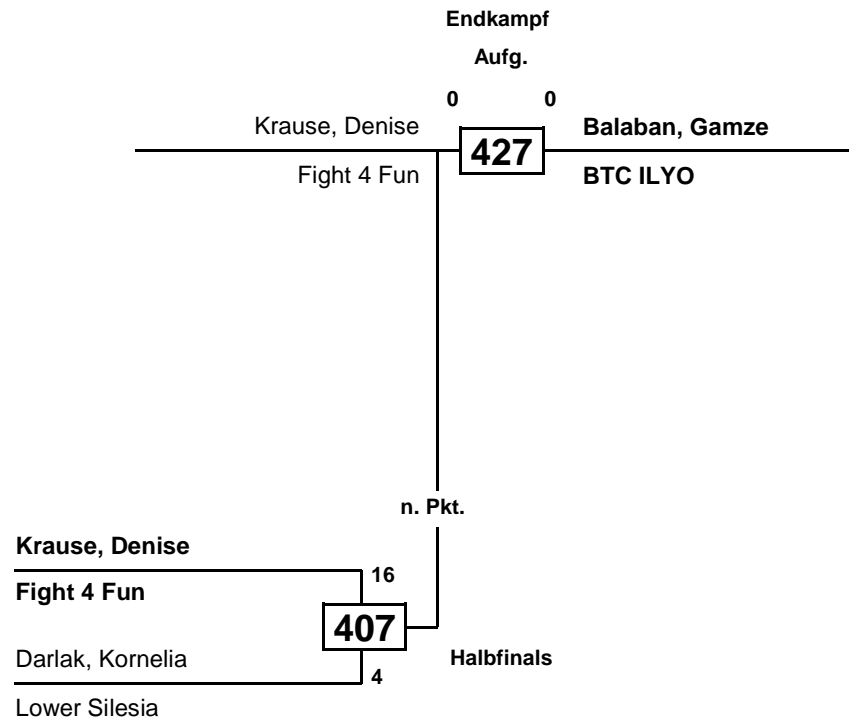 Endkampf
Aufg.
0 0
Krause, Denise 427 Balaban, Gamze
Fight 4 Fun BTC ILYO
n. Pkt.
Krause, Denise
16
Fight 4 Fun
407
Darlak, Kornelia Halbfinals
4
Lower Silesia